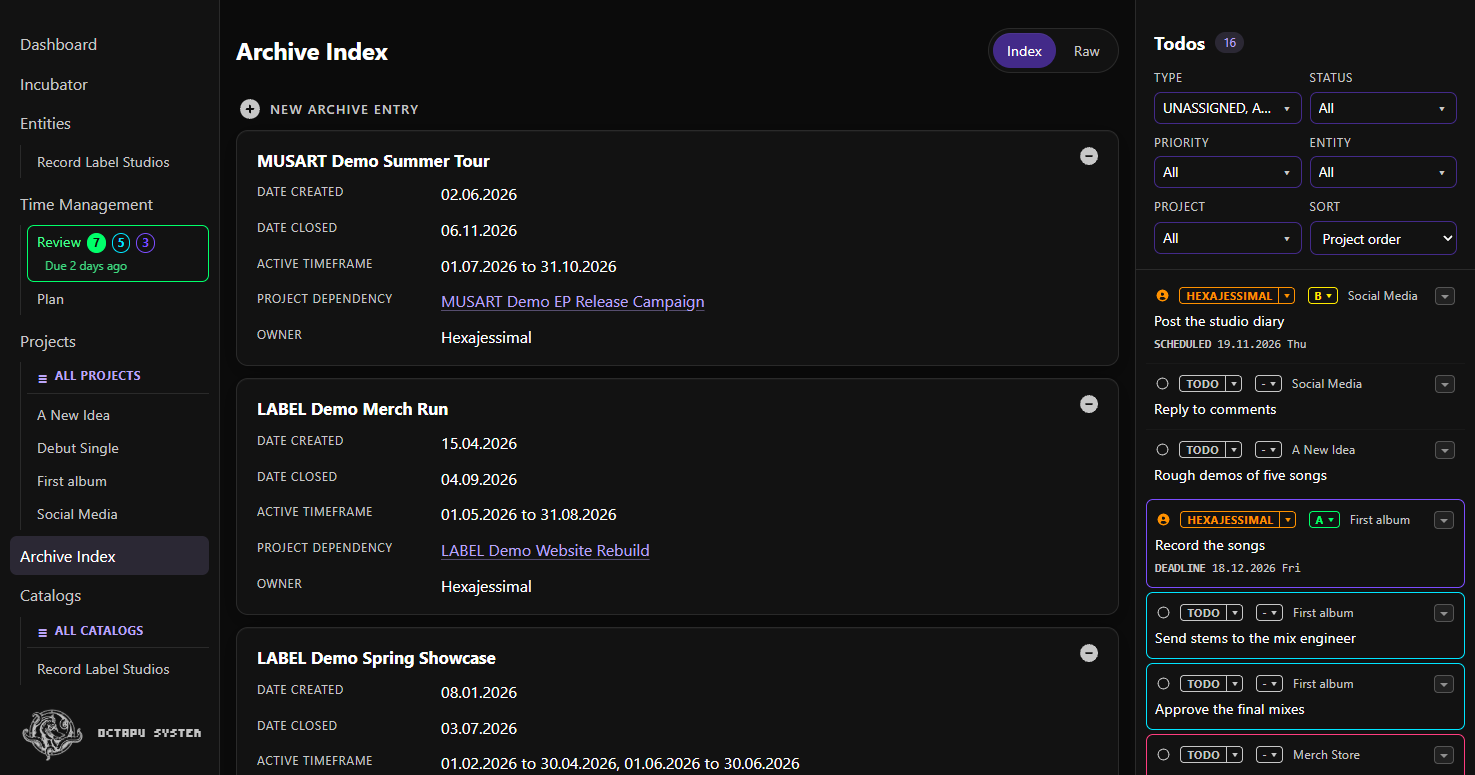 Dashboard
Incubator
Entities
Record Label Studios
Time Management
Review 7 5 3
Due 2 days ago
Plan
Projects
ALL PROJECTS
A New Idea
Debut Single
First album
Social Media
Archive Index
Catalogs
ALL CATALOGS
Record Label Studios
OCTAPU SYSTEM
Archive Index
Index Raw
NEW ARCHIVE ENTRY
MUSART Demo Summer Tour
DATE CREATED 02.06.2026
DATE CLOSED 06.11.2026
ACTIVE TIMEFRAME 01.07.2026 to 31.10.2026
PROJECT DEPENDENCY MUSART Demo EP Release Campaign
OWNER Hexajessimal
LABEL Demo Merch Run
DATE CREATED 15.04.2026
DATE CLOSED 04.09.2026
ACTIVE TIMEFRAME 01.05.2026 to 31.08.2026
PROJECT DEPENDENCY LABEL Demo Website Rebuild
OWNER Hexajessimal
LABEL Demo Spring Showcase
DATE CREATED 08.01.2026
DATE CLOSED 03.07.2026
ACTIVE TIMEFRAME 01.02.2026 to 30.04.2026, 01.06.2026 to 30.06.2026
Todos 16
TYPE STATUS
UNASSIGNED, A... All
PRIORITY ENTITY
All All
PROJECT SORT
All Project order
HEXAJESSIMAL B Social Media
Post the studio diary
SCHEDULED 19.11.2026 Thu
TODO - Social Media
Reply to comments
TODO - A New Idea
Rough demos of five songs
HEXAJESSIMAL A First album
Record the songs
DEADLINE 18.12.2026 Fri
TODO - First album
Send stems to the mix engineer
TODO - First album
Approve the final mixes
TODO - Merch Store